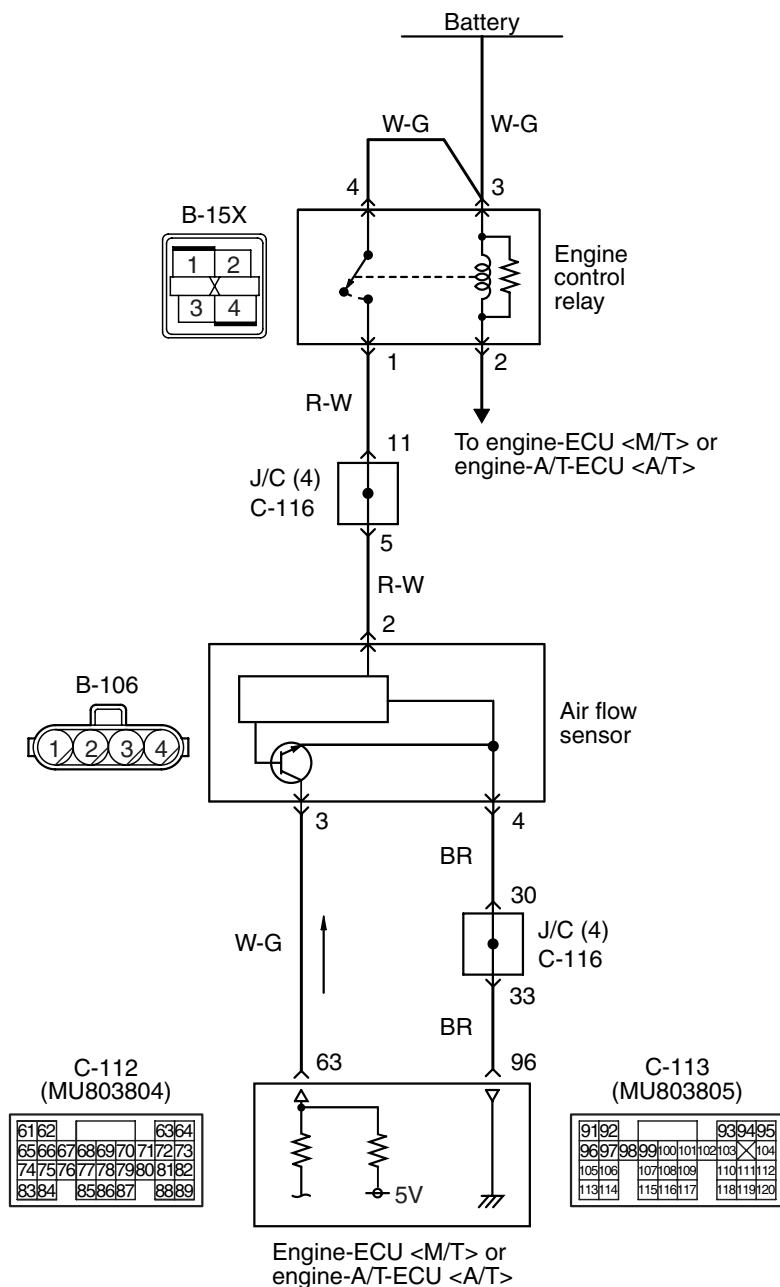 Battery
W-G W-G
4 3
B-15X
1 2
3 4
Engine
control
relay
1 2
R-W
To engine-ECU <M/T> or
engine-A/T-ECU <A/T>
11
J/C (4)
C-116
5
R-W
2
B-106
1 2 3 4
Air flow
sensor
3 4
BR
30
W-G
J/C (4)
C-116
33
BR
63 96
C-112
(MU803804)
61 62 63 64
65 66 67 68 69 70 71 72 73
74 75 76 77 78 79 80 81 82
83 84 85 86 87 88 89
5V
C-113
(MU803805)
91 92 93 94 95
96 97 98 99 100 101 102 103 104
105 106 107 108 109 110 111 112
113 114 115 116 117 118 119 120
Engine-ECU <M/T> or
engine-A/T-ECU <A/T>